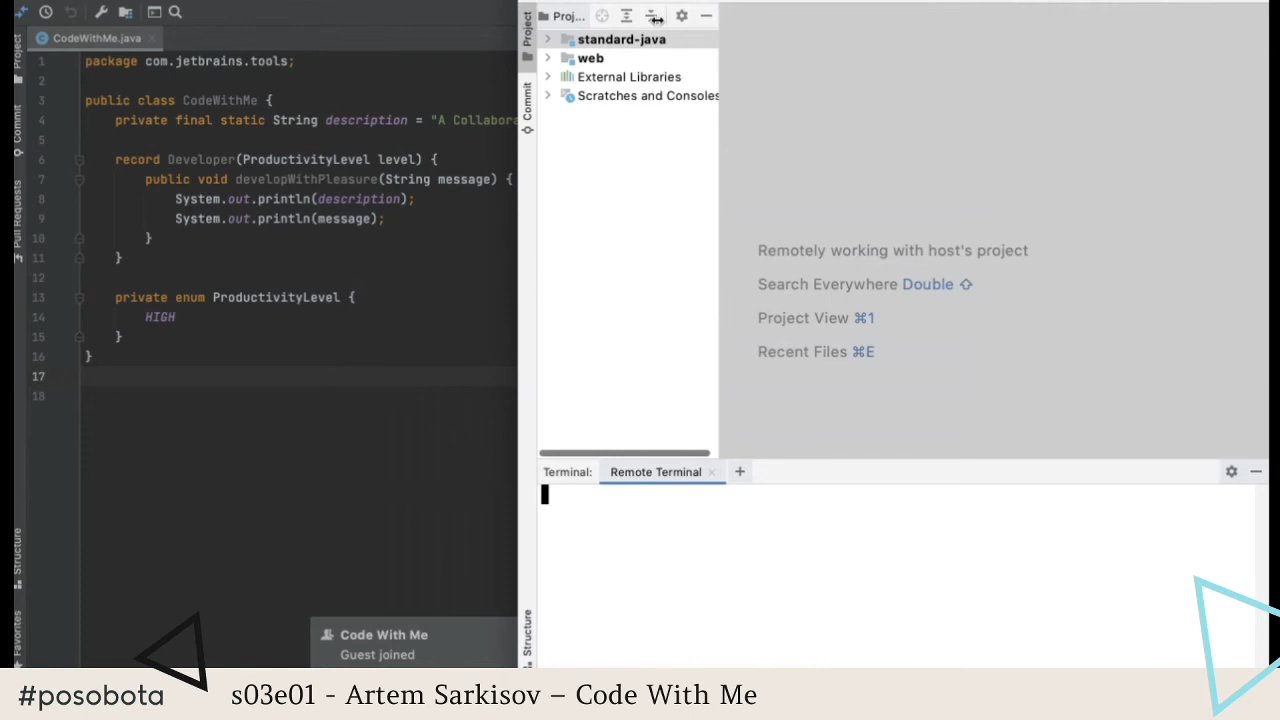 CodeWithMe.java
Project
Commit
Pull Requests
Structure
Favorites
1 package com.jetbrains.tools;
2
3 public class CodeWithMe {
4 private final static String description = "A Collabora
5
6 record Developer(ProductivityLevel level) {
7 public void developWithPleasure(String message) {
8 System.out.println(description);
9 System.out.println(message);
10 }
11 }
12
13 private enum ProductivityLevel {
14 HIGH
15 }
16 }
17
18
Code With Me
Guest joined
Project
Commit
Structure
Proj...
standard-java
web
External Libraries
Scratches and Consoles
Remotely working with host's project
Search Everywhere Double ⇧
Project View ⌘1
Recent Files ⌘E
Terminal: Remote Terminal × +
#posobota
s03e01 - Artem Sarkisov – Code With Me